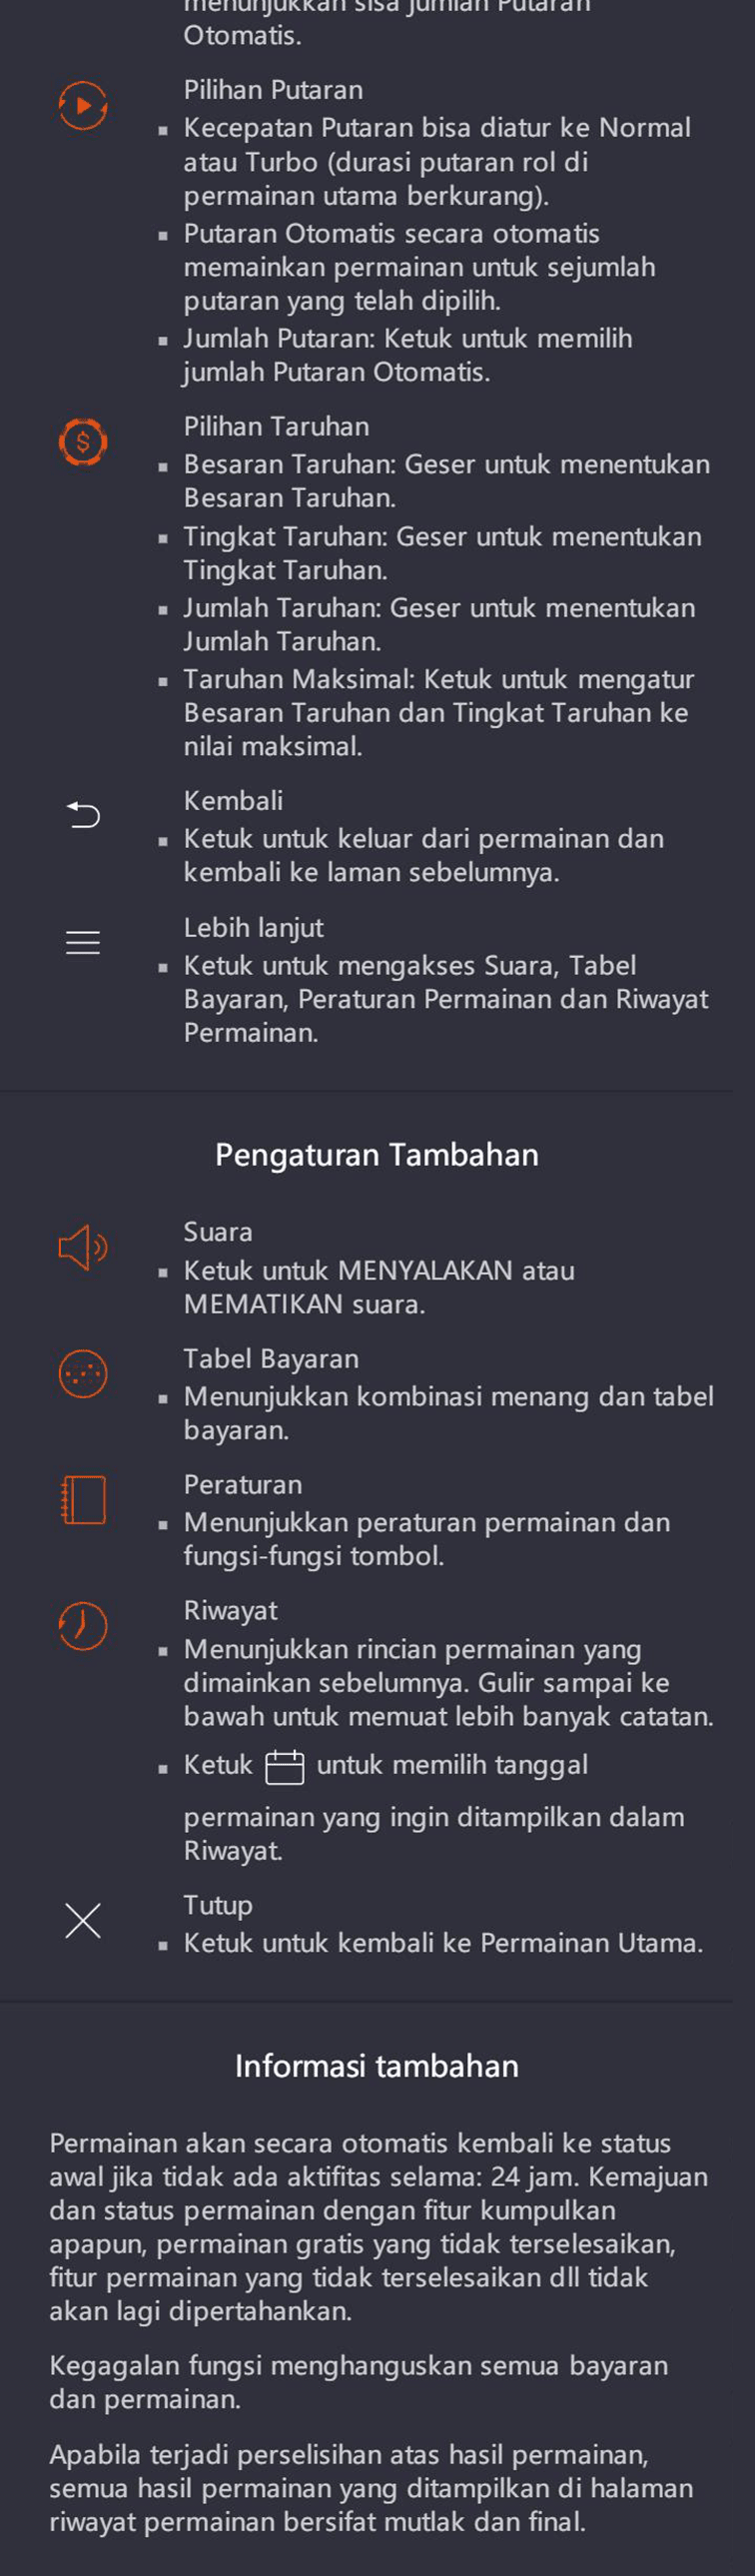 menunjukkan sisa jumlah Putaran
Otomatis.
Pilihan Putaran
Kecepatan Putaran bisa diatur ke Normal
atau Turbo (durasi putaran rol di
permainan utama berkurang).
Putaran Otomatis secara otomatis
memainkan permainan untuk sejumlah
putaran yang telah dipilih.
Jumlah Putaran: Ketuk untuk memilih
jumlah Putaran Otomatis.
Pilihan Taruhan
Besaran Taruhan: Geser untuk menentukan
Besaran Taruhan.
Tingkat Taruhan: Geser untuk menentukan
Tingkat Taruhan.
Jumlah Taruhan: Geser untuk menentukan
Jumlah Taruhan.
Taruhan Maksimal: Ketuk untuk mengatur
Besaran Taruhan dan Tingkat Taruhan ke
nilai maksimal.
Kembali
Ketuk untuk keluar dari permainan dan
kembali ke laman sebelumnya.
Lebih lanjut
Ketuk untuk mengakses Suara, Tabel
Bayaran, Peraturan Permainan dan Riwayat
Permainan.
Pengaturan Tambahan
Suara
Ketuk untuk MENYALAKAN atau
MEMATIKAN suara.
Tabel Bayaran
Menunjukkan kombinasi menang dan tabel
bayaran.
Peraturan
Menunjukkan peraturan permainan dan
fungsi-fungsi tombol.
Riwayat
Menunjukkan rincian permainan yang
dimainkan sebelumnya. Gulir sampai ke
bawah untuk memuat lebih banyak catatan.
Ketuk untuk memilih tanggal
permainan yang ingin ditampilkan dalam
Riwayat.
Tutup
Ketuk untuk kembali ke Permainan Utama.
Informasi tambahan
Permainan akan secara otomatis kembali ke status
awal jika tidak ada aktifitas selama: 24 jam. Kemajuan
dan status permainan dengan fitur kumpulkan
apapun, permainan gratis yang tidak terselesaikan,
fitur permainan yang tidak terselesaikan dll tidak
akan lagi dipertahankan.
Kegagalan fungsi menghanguskan semua bayaran
dan permainan.
Apabila terjadi perselisihan atas hasil permainan,
semua hasil permainan yang ditampilkan di halaman
riwayat permainan bersifat mutlak dan final.